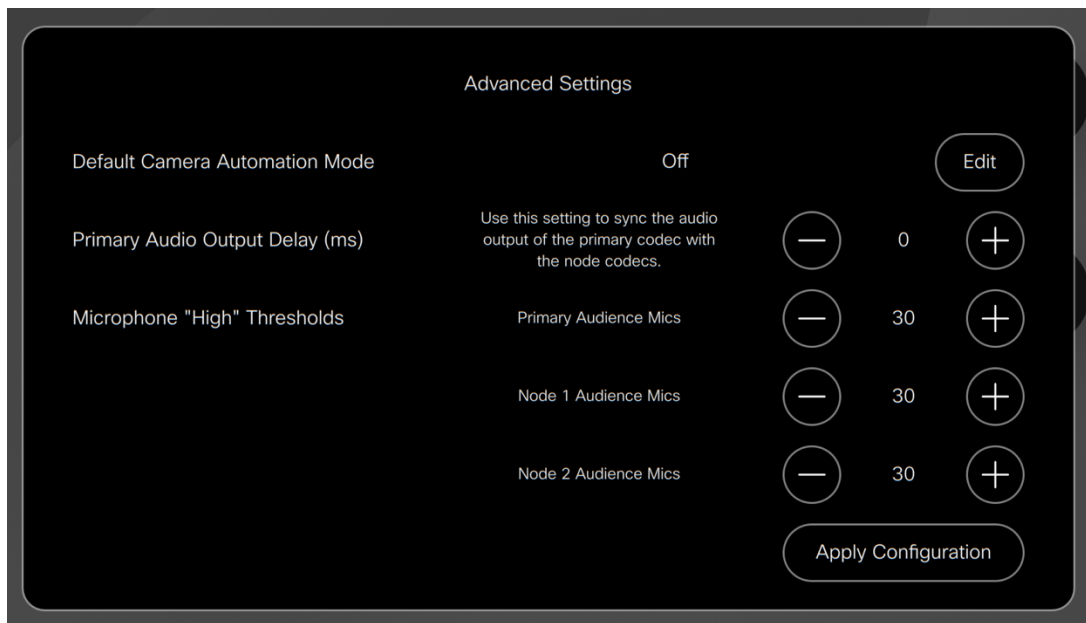 Advanced Settings
Default Camera Automation Mode
Off
Edit
Primary Audio Output Delay (ms)
Use this setting to sync the audio
output of the primary codec with
the node codecs.
0
Microphone "High" Thresholds
Primary Audience Mics
30
Node 1 Audience Mics
30
Node 2 Audience Mics
30
Apply Configuration